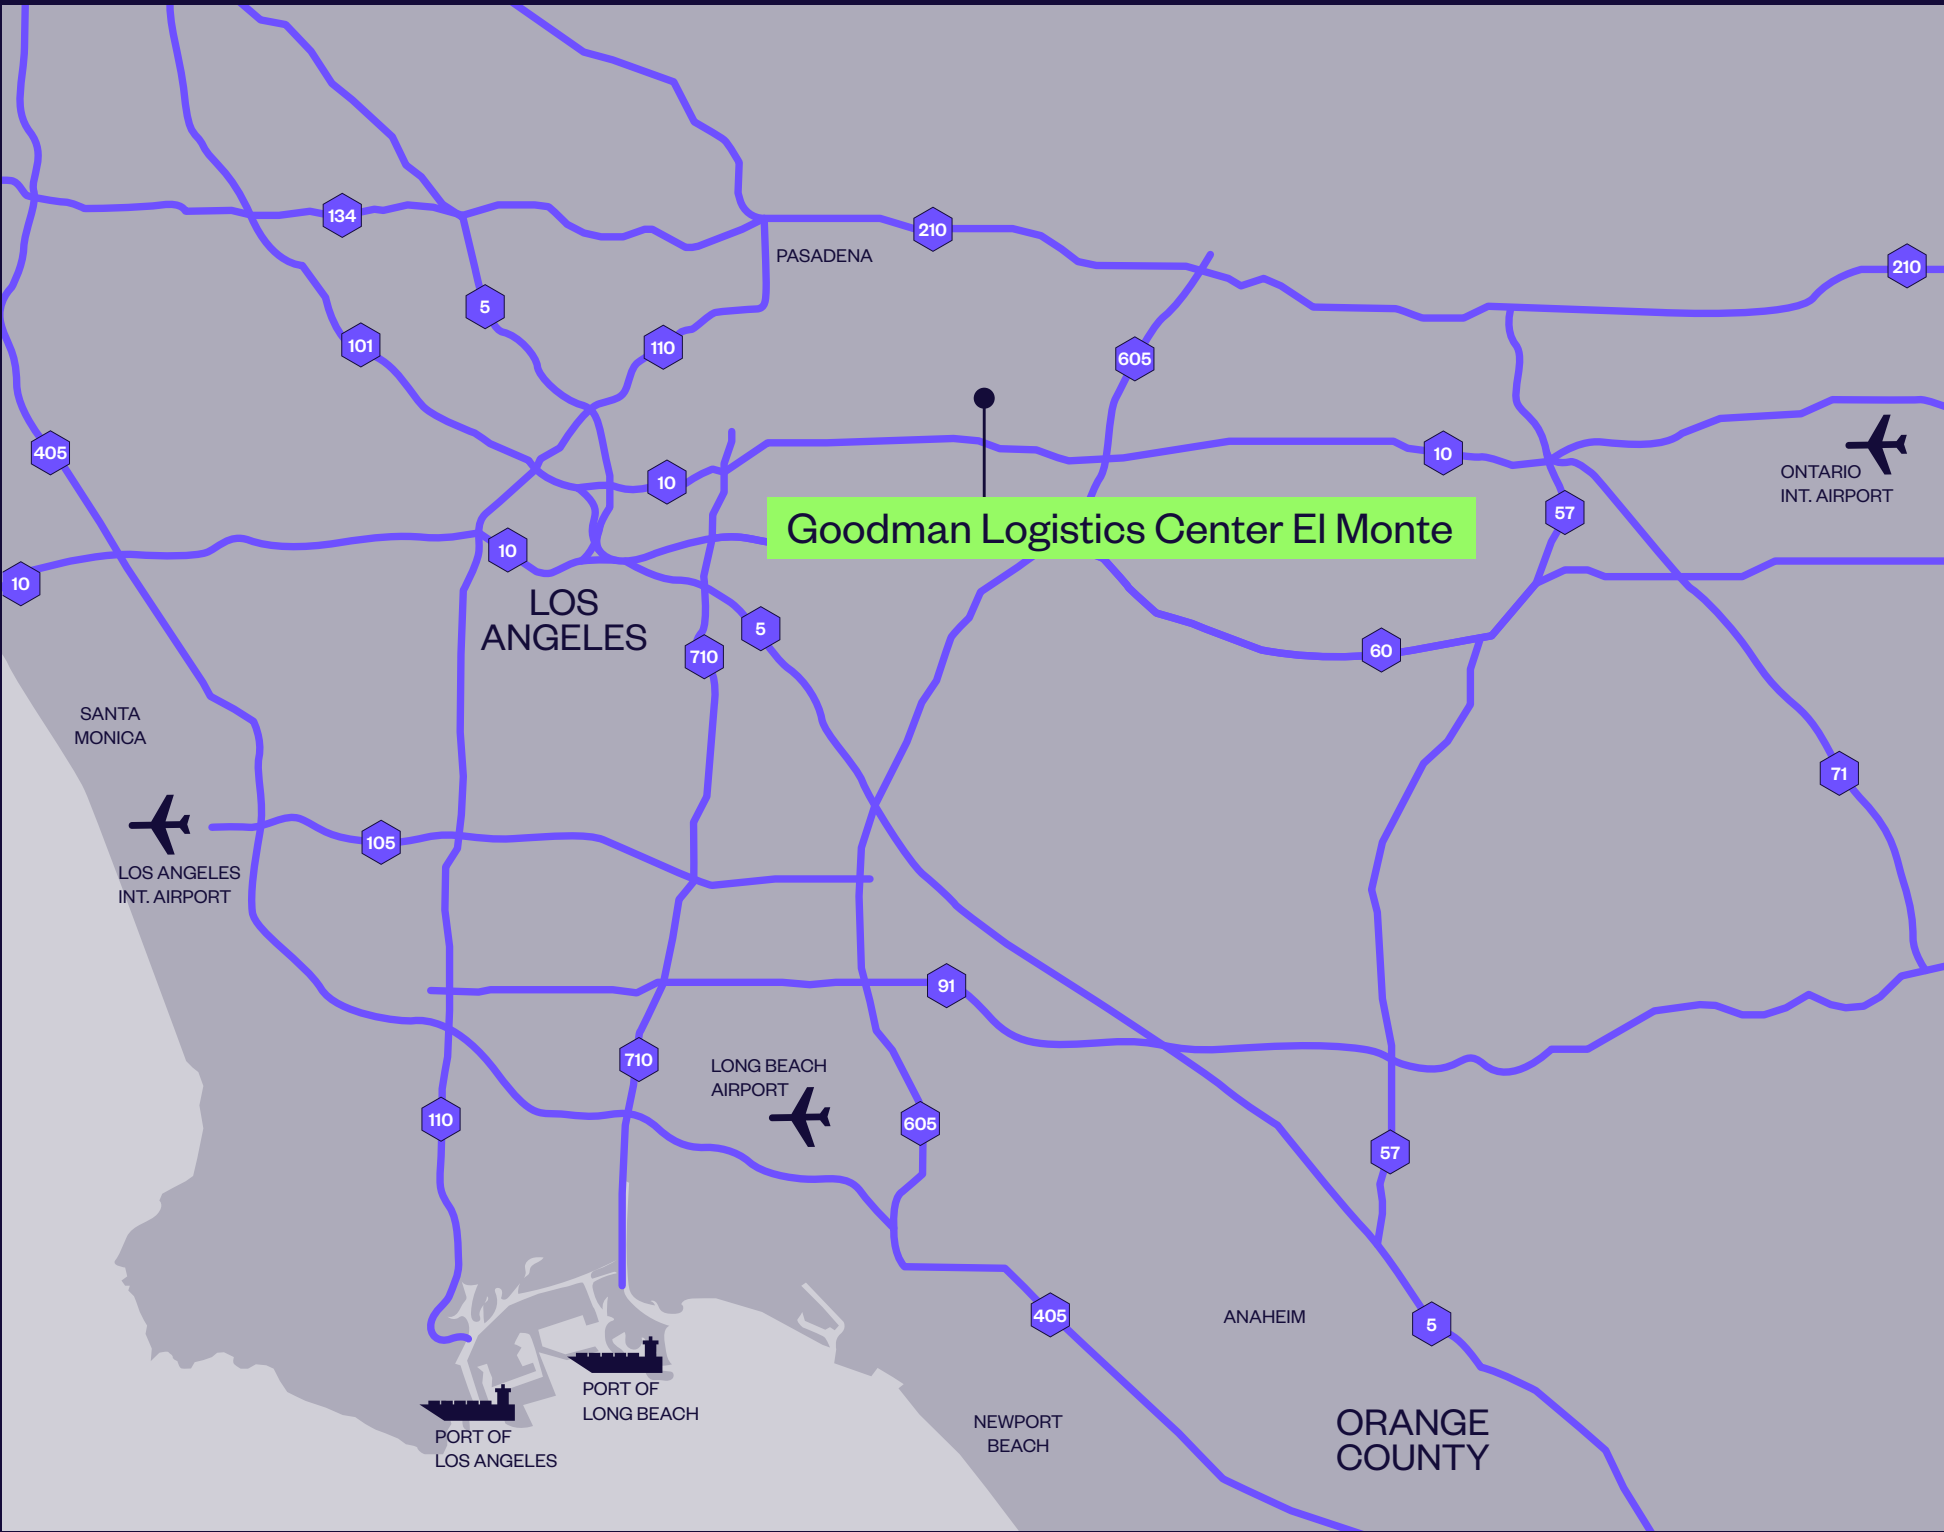 134
210
PASADENA
210
5
101
110
605
405
10
10
ONTARIO
INT. AIRPORT
57
Goodman Logistics Center El Monte
10
10
LOS
ANGELES
5
710
60
SANTA
MONICA
71
105
LOS ANGELES
INT. AIRPORT
91
710
LONG BEACH
AIRPORT
110
605
57
405
ANAHEIM
5
PORT OF
LONG BEACH
NEWPORT
BEACH
ORANGE
COUNTY
PORT OF
LOS ANGELES